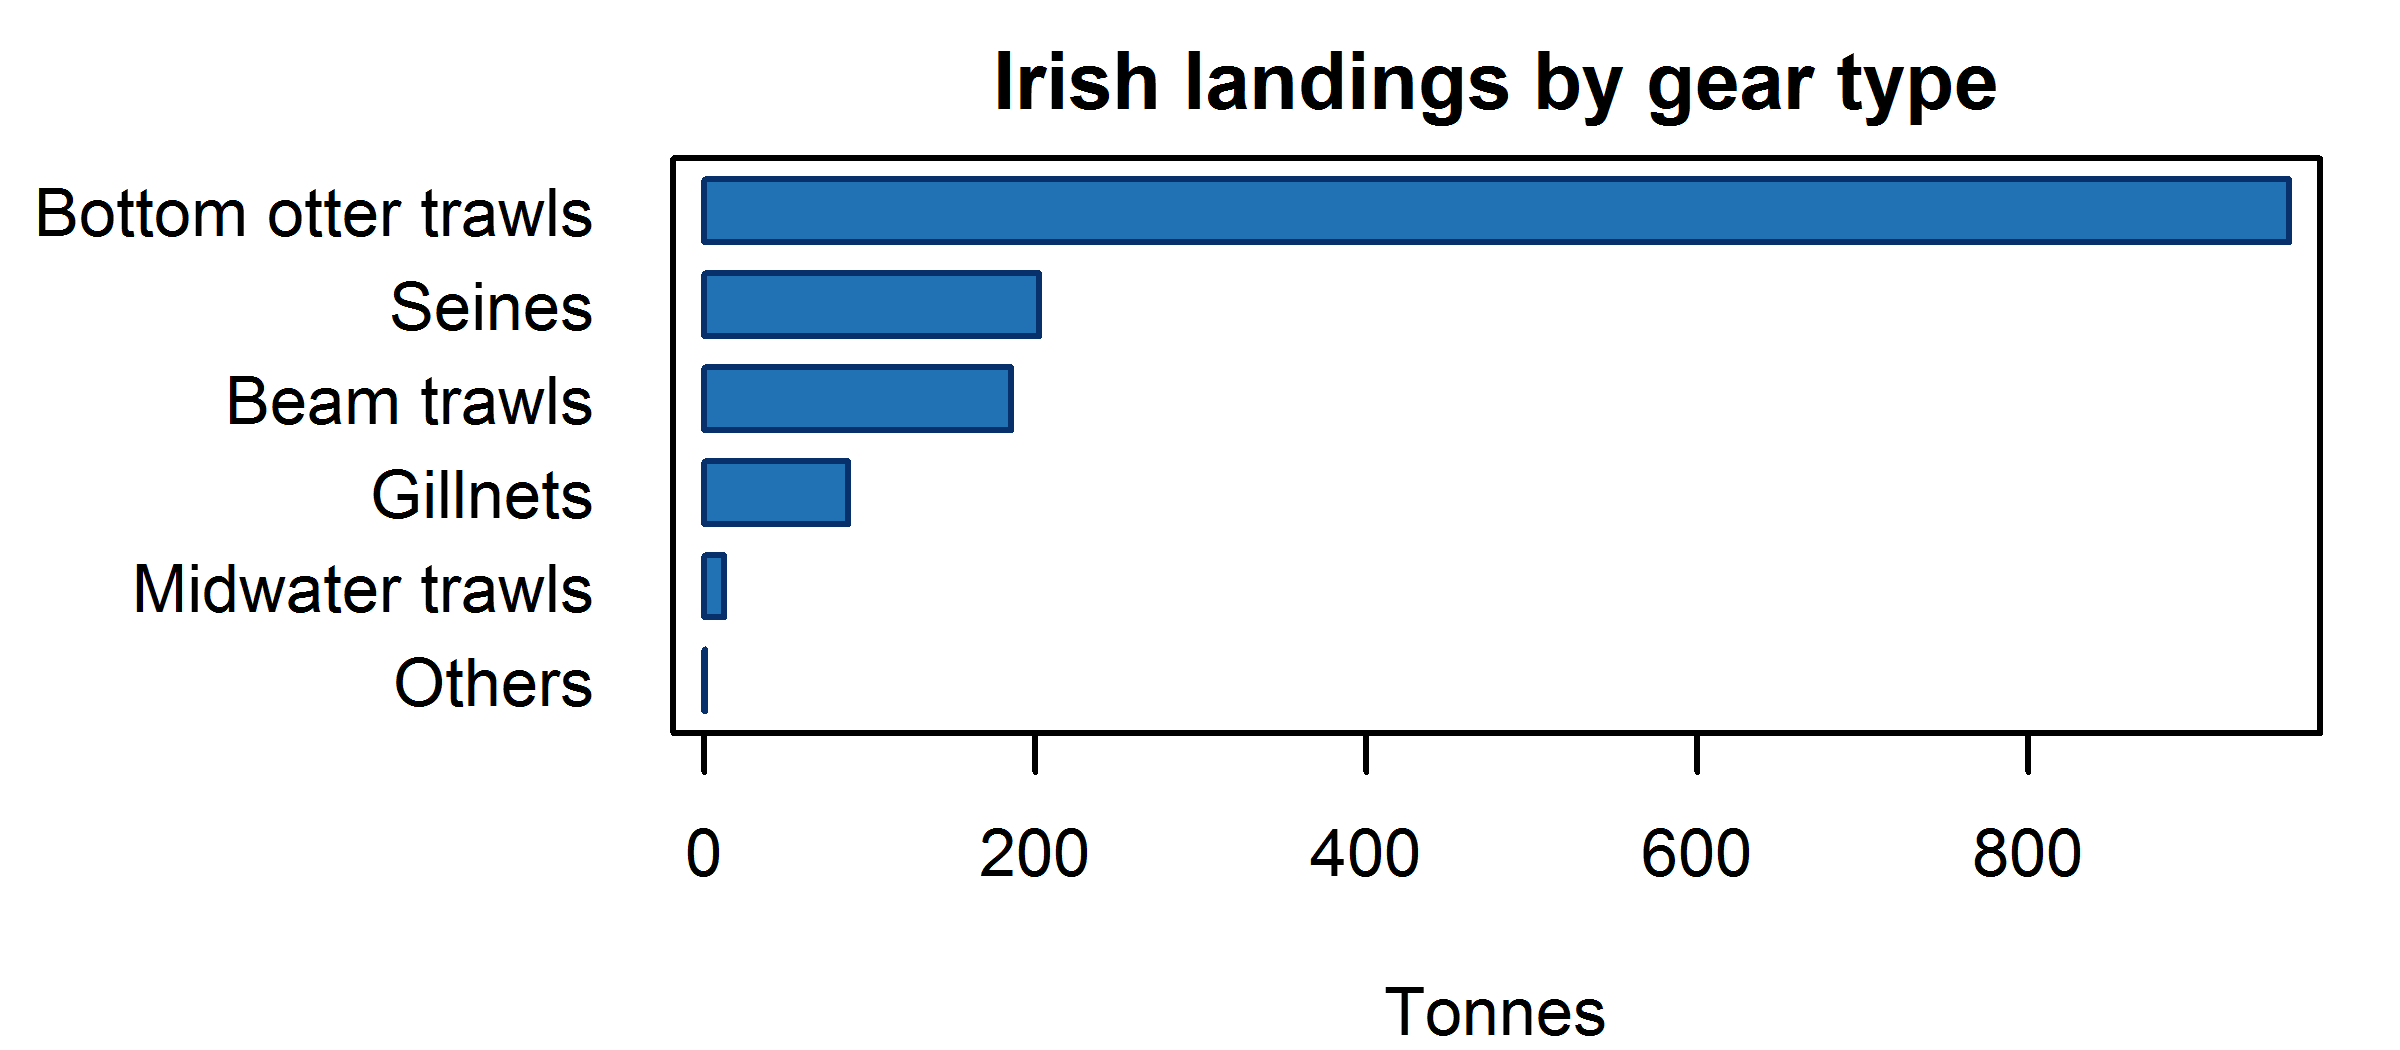 Irish landings by gear type
Bottom otter trawls
Seines
Beam trawls
Gillnets
Midwater trawls
Others
0 200 400 600 800
Tonnes